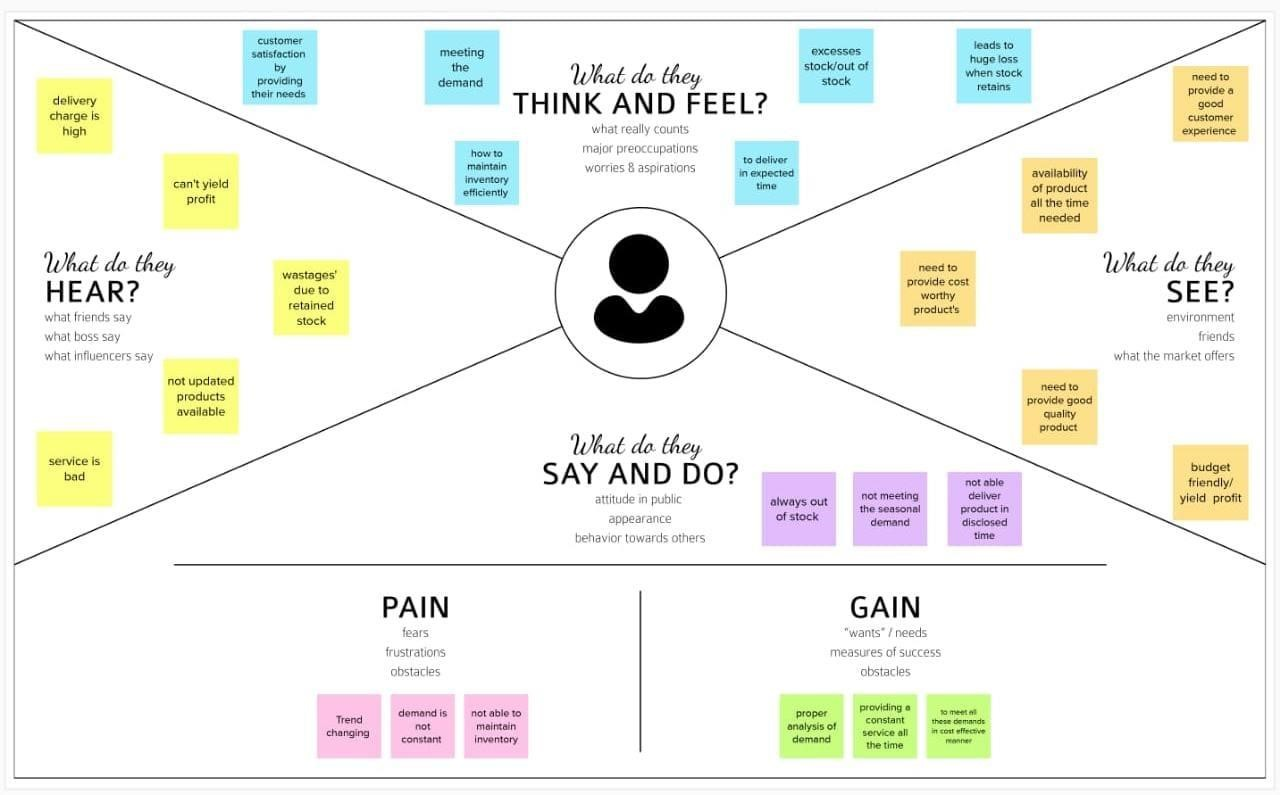 customer
satisfaction
by
providing
their needs
meeting
the
demand
What do they
THINK AND FEEL?
what really counts
major preoccupations
worries & aspirations
how to
maintain
inventory
efficiently
to deliver
in expected
time
excesses
stock/out of
stock
leads to
huge loss
when stock
retains
delivery
charge is
high
can't yield
profit
What do they
HEAR?
what friends say
what boss say
what influencers say
wastages'
due to
retained
stock
not updated
products
available
service is
bad
need to
provide a
good
customer
experience
availability
of product
all the time
needed
need to
provide cost
worthy
product's
What do they
SEE?
environment
friends
what the market offers
need to
provide good
quality
product
budget
friendly/
yield profit
What do they
SAY AND DO?
attitude in public
appearance
behavior towards others
always out
of stock
not meeting
the seasonal
demand
not able
deliver
product in
disclosed
time
PAIN
fears
frustrations
obstacles
Trend
changing
demand is
not
constant
not able to
maintain
inventory
GAIN
"wants" / needs
measures of success
obstacles
proper
analysis of
demand
providing a
constant
service all
the time
to meet all
these demands
in cost effective
manner